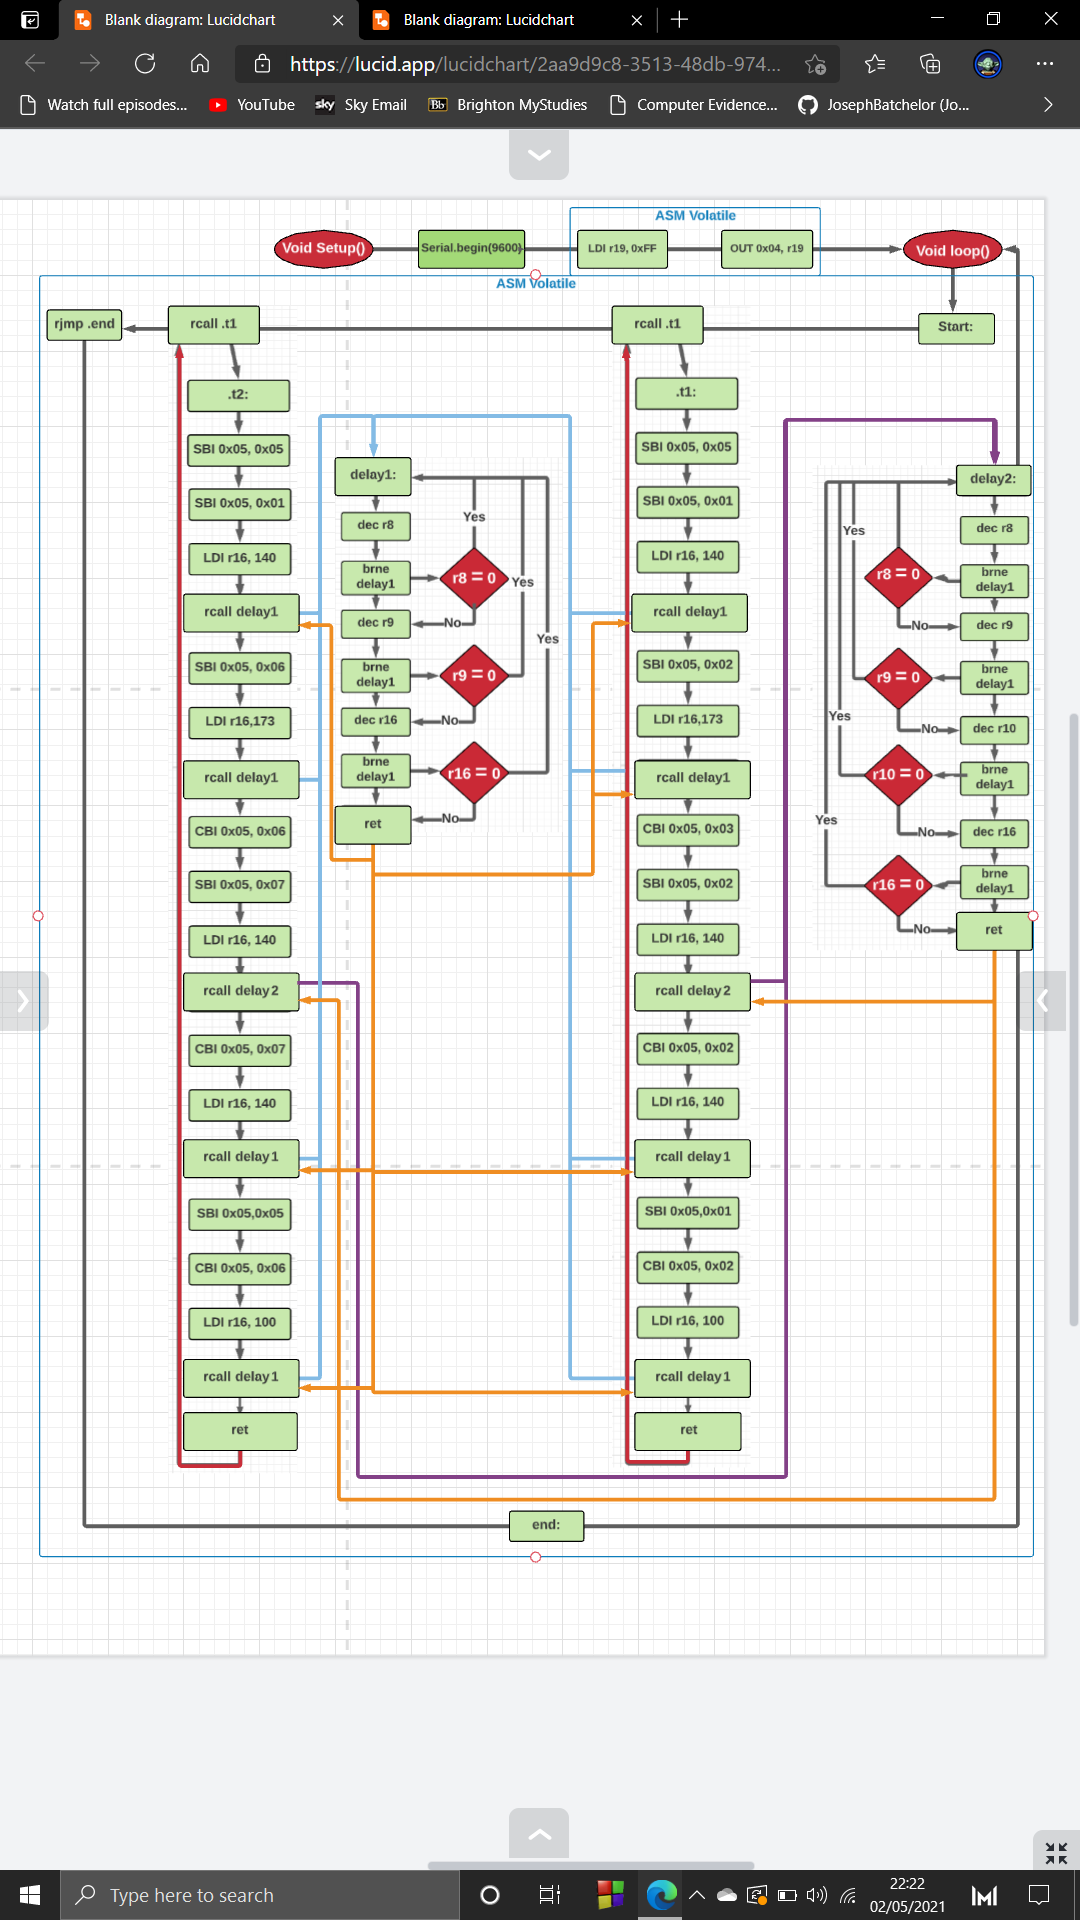 Blank diagram: Lucidchart
Blank diagram: Lucidchart
https://lucid.app/lucidchart/2aa9d9c8-3513-48db-974...
Watch full episodes...
YouTube
sky Sky Email
Bb Brighton MyStudies
Computer Evidence...
JosephBatchelor (Jo...
ASM Volatile
Void Setup()
Serial.begin(9600)
LDI r19, 0xFF
OUT 0x04, r19
Void loop()
ASM Volatile
rjmp .end
rcall .t1
rcall .t1
Start:
.t2:
SBI 0x05, 0x05
SBI 0x05, 0x01
LDI r16, 140
rcall delay1
SBI 0x05, 0x06
LDI r16,173
rcall delay1
CBI 0x05, 0x06
SBI 0x05, 0x07
LDI r16, 140
rcall delay2
CBI 0x05, 0x07
LDI r16, 140
rcall delay1
SBI 0x05,0x05
CBI 0x05, 0x06
LDI r16, 100
rcall delay1
ret
delay1:
dec r8
Yes
brne
delay1
r8 = 0
Yes
dec r9
No
Yes
brne
delay1
r9 = 0
dec r16
No
brne
delay1
r16 = 0
ret
No
.t1:
SBI 0x05, 0x05
SBI 0x05, 0x01
LDI r16, 140
rcall delay1
SBI 0x05, 0x02
LDI r16,173
rcall delay1
CBI 0x05, 0x03
SBI 0x05, 0x02
LDI r16, 140
rcall delay2
CBI 0x05, 0x02
LDI r16, 140
rcall delay1
SBI 0x05,0x01
CBI 0x05, 0x02
LDI r16, 100
rcall delay1
ret
delay2:
Yes
dec r8
r8 = 0
brne
delay1
No
dec r9
r9 = 0
brne
delay1
Yes
No
dec r10
r10 = 0
brne
delay1
Yes
No
dec r16
r16 = 0
brne
delay1
No
ret
end:
Type here to search
22:22
02/05/2021